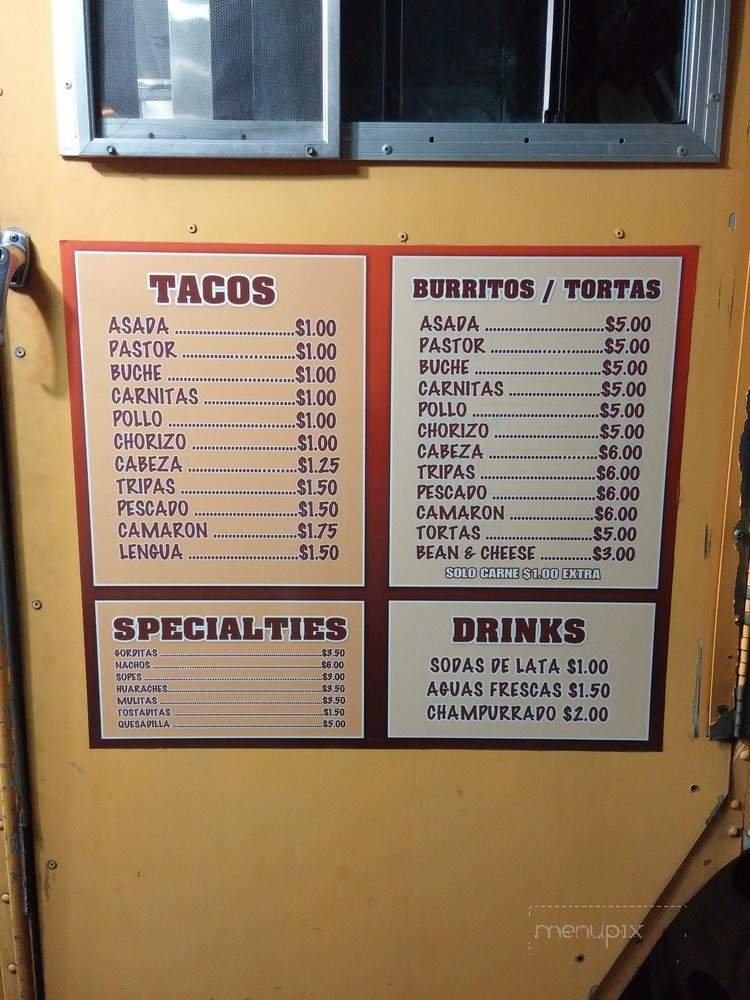 TACOS
ASADA ............................$1.00
PASTOR ............................$1.00
BUCHE ............................$1.00
CARNITAS ............................$1.00
POLLO ............................$1.00
CHORIZO ............................$1.00
CABEZA ............................$1.25
TRIPAS ............................$1.50
PESCADO ............................$1.50
CAMARON ............................$1.75
LENGUA ............................$1.50
BURRITOS / TORTAS
ASADA ............................$5.00
PASTOR ............................$5.00
BUCHE ............................$5.00
CARNITAS ............................$5.00
POLLO ............................$5.00
CHORIZO ............................$5.00
CABEZA ............................$6.00
TRIPAS ............................$6.00
PESCADO ............................$6.00
CAMARON ............................$6.00
TORTAS ............................$5.00
BEAN & CHEESE ............................$3.00
SOLO CARNE $1.00 EXTRA
SPECIALTIES
GORDITAS ............................$3.50
NACHOS ............................$6.00
SOPES ............................$3.00
HUARACHES............................$3.50
MULITAS ............................$3.50
TOSTADITAS ............................$1.50
QUESADILLA ............................$5.00
DRINKS
SODAS DE LATA $1.00
AGUAS FRESCAS $1.50
CHAMPURRADO $2.00
menupix